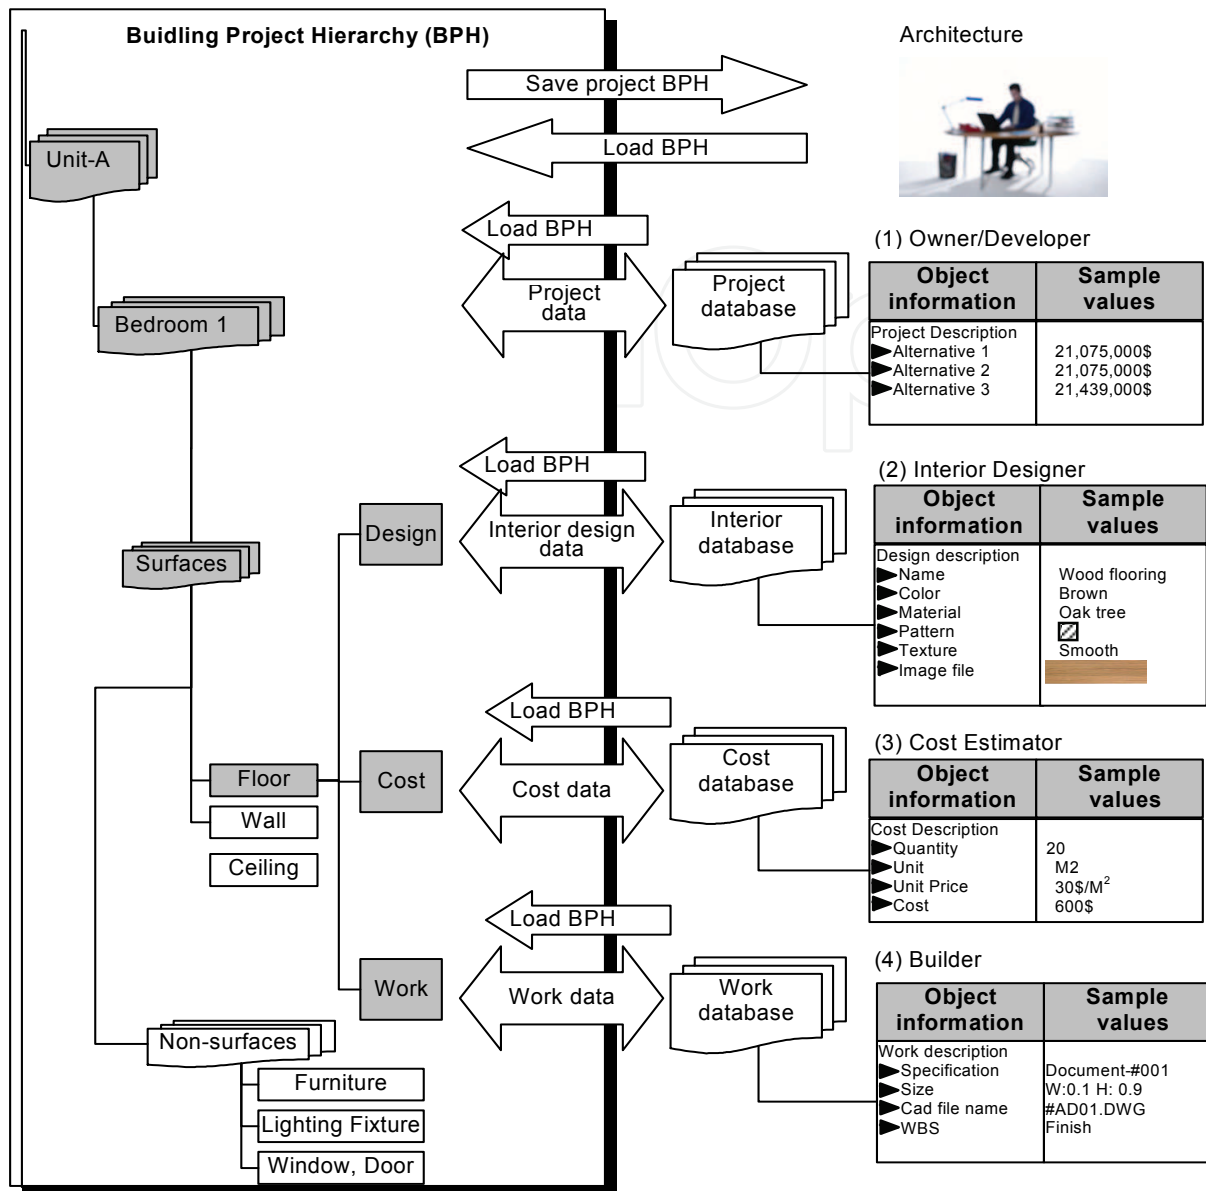 Buidling Project Hierarchy (BPH)
Architecture
Save project BPH
Load BPH
Unit-A
Load BPH
Project
data
Project
database
(1) Owner/Developer
Object
information
Sample
values
Project Description
Alternative 1
21,075,000$
Alternative 2
21,075,000$
Alternative 3
21,439,000$
Bedroom 1
Load BPH
Design
Interior design
data
Interior
database
(2) Interior Designer
Object
information
Sample
values
Design description
Name
Wood flooring
Color
Brown
Material
Oak tree
Pattern
Texture
Smooth
Image file
Surfaces
Load BPH
Floor
Wall
Ceiling
Cost
Cost data
Cost
database
(3) Cost Estimator
Object
information
Sample
values
Cost Description
Quantity
20
Unit
M2
Unit Price
30$/M²
Cost
600$
Load BPH
Work
Work data
Work
database
(4) Builder
Object
information
Sample
values
Work description
Specification
Document-#001
Size
W:0.1 H: 0.9
Cad file name
#AD01.DWG
WBS
Finish
Non-surfaces
Furniture
Lighting Fixture
Window, Door